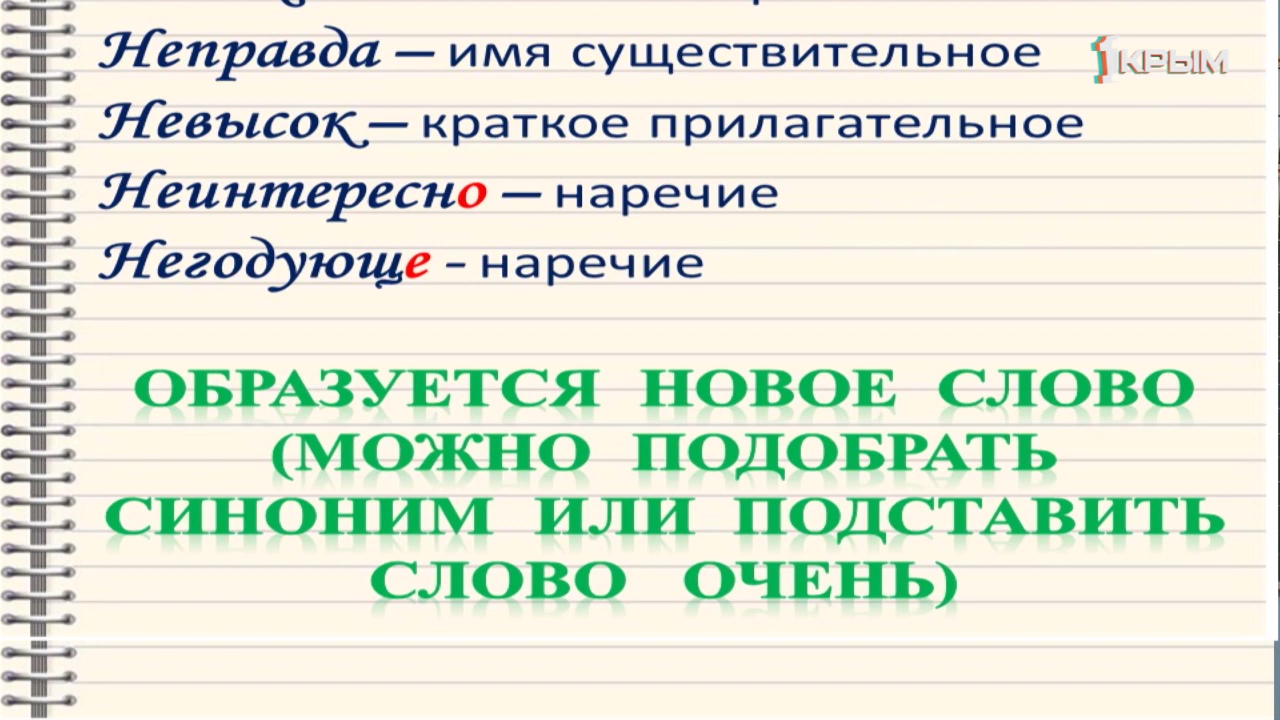 Неправда – имя существительное
1 КРЫМ
Невысок – краткое прилагательное
Неинтересно – наречие
Негодующе - наречие
ОБРАЗУЕТСЯ НОВОЕ СЛОВО
(МОЖНО ПОДОБРАТЬ
СИНОНИМ ИЛИ ПОДСТАВИТЬ
СЛОВО ОЧЕНЬ)